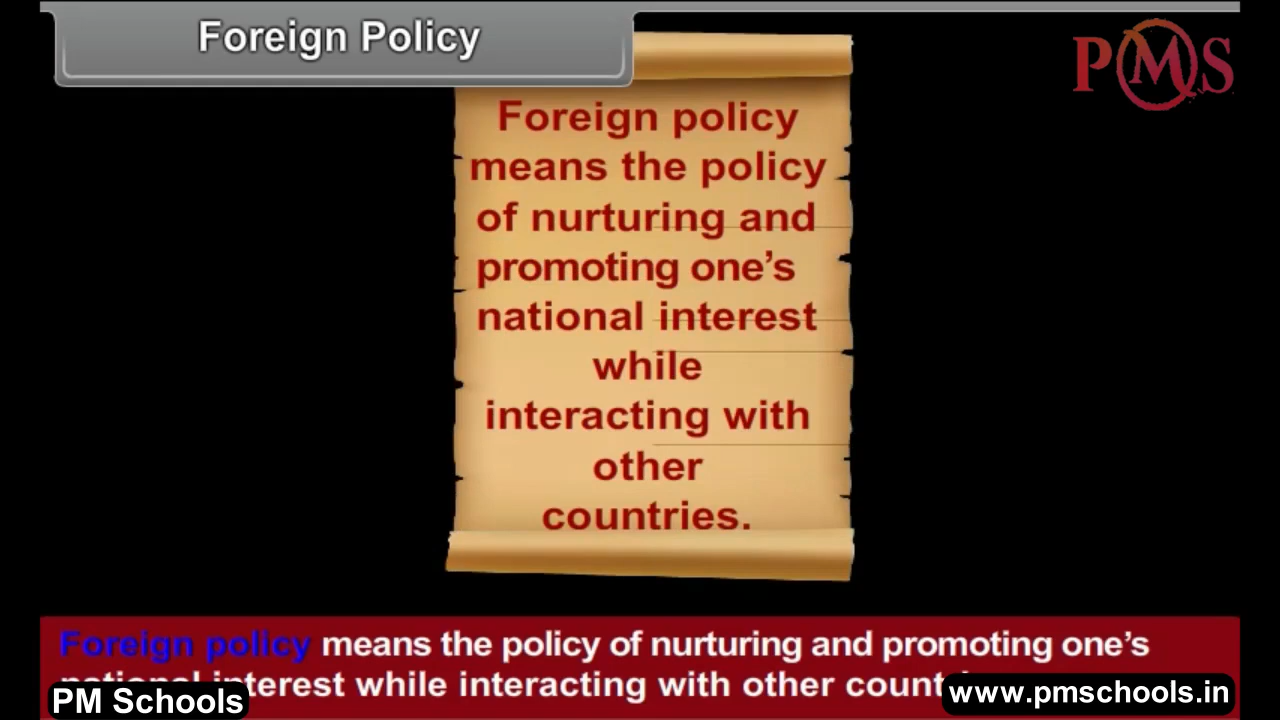 Foreign Policy
PMS
Foreign policy
means the policy
of nurturing and
promoting one’s
national interest
while
interacting with
other
countries.
Foreign policy means the policy of nurturing and promoting one’s
interest while interacting with other
PM Schools
www.pmschools.in